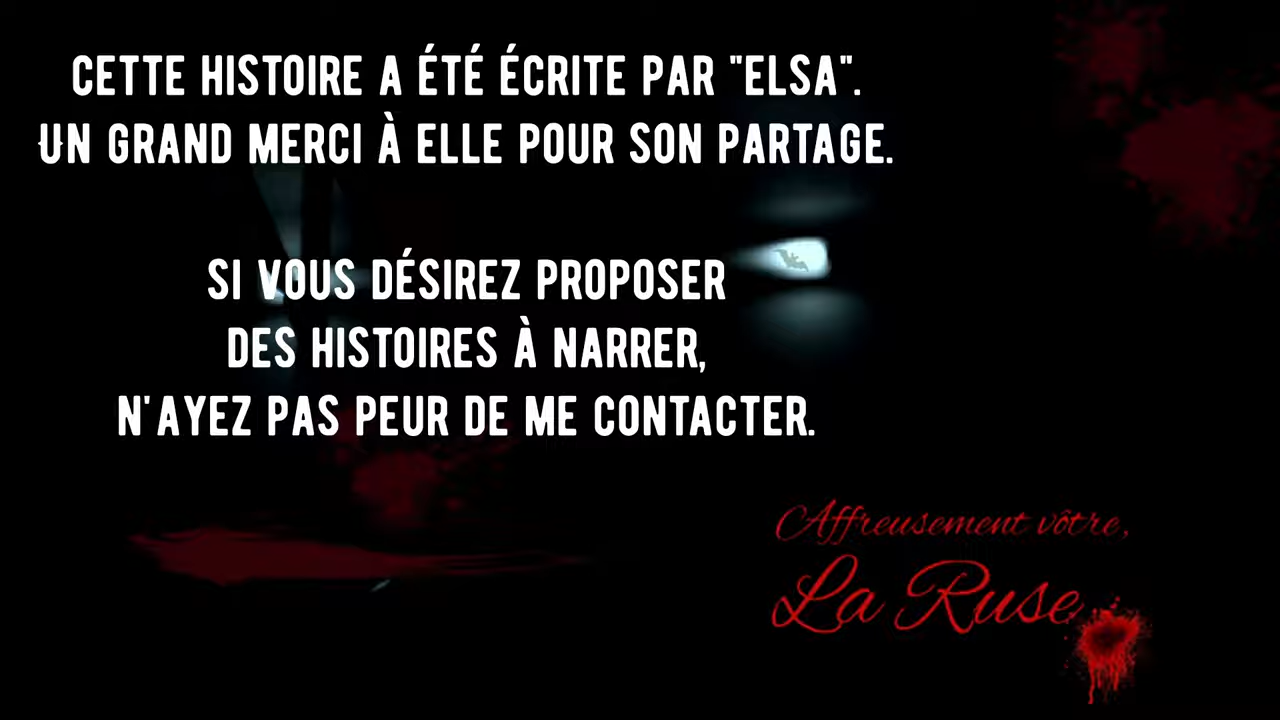 CETTE HISTOIRE A ÉTÉ ÉCRITE PAR "ELSA".
UN GRAND MERCI À ELLE POUR SON PARTAGE.
SI VOUS DÉSIREZ PROPOSER
DES HISTOIRES À NARRER,
N'AYEZ PAS PEUR DE ME CONTACTER.
Affreusement vôtre,
La Ruse